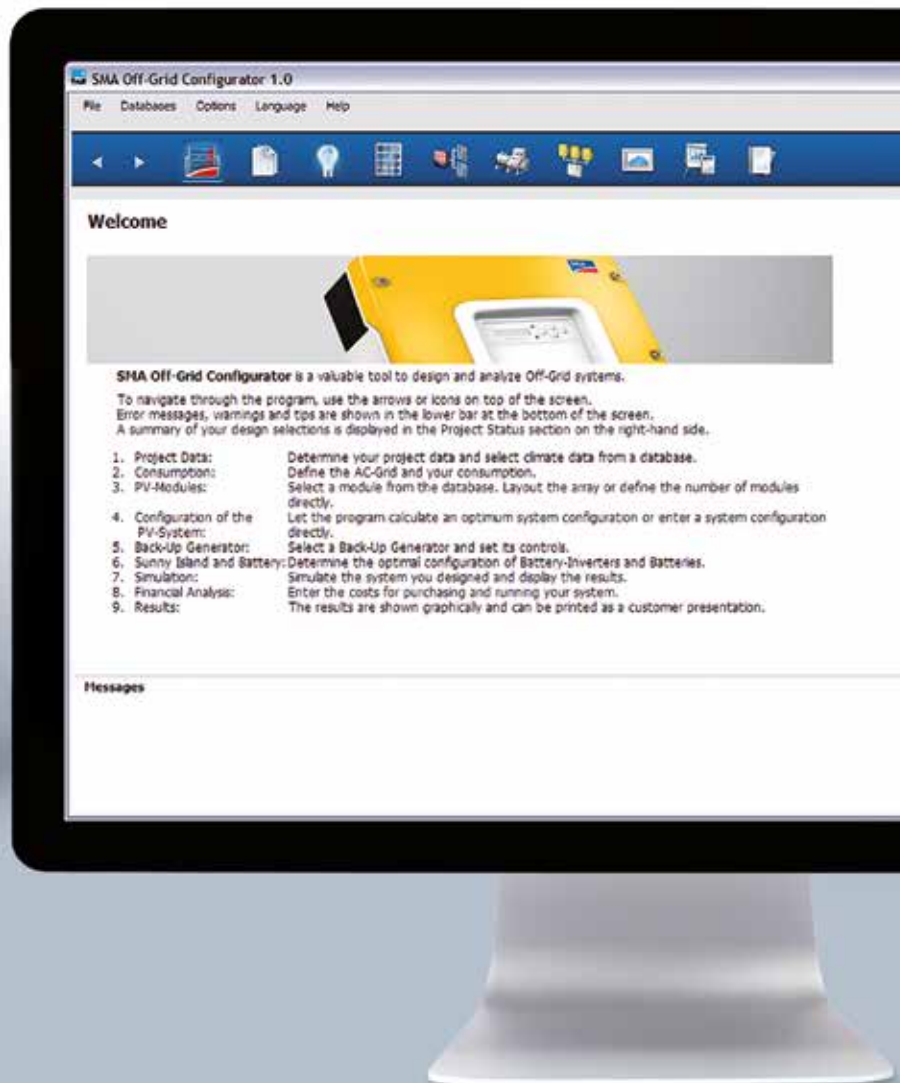 SMA Off-Grid Configurator 1.0
File Databases Options Language Help
Welcome
SMA
SMA Off-Grid Configurator is a valuable tool to design and analyze Off-Grid systems.
To navigate through the program, use the arrows or icons on top of the screen.
Error messages, warnings and tips are shown in the lower bar at the bottom of the screen.
A summary of your design selections is displayed in the Project Status section on the right-hand side.
1. Project Data: Determine your project data and select climate data from a database.
2. Consumption: Define the AC-Grid and your consumption.
3. PV-Modules: Select a module from the database. Layout the array or define the number of modules
directly.
4. Configuration of the Let the program calculate an optimum system configuration or enter a system configuration
PV-System: directly.
5. Back-Up Generator: Select a Back-Up Generator and set its controls.
6. Sunny Island and Battery: Determine the optimal configuration of Battery-Inverters and Batteries.
7. Simulation: Simulate the system you designed and display the results.
8. Financial Analysis: Enter the costs for purchasing and running your system.
9. Results: The results are shown graphically and can be printed as a customer presentation.
Messages